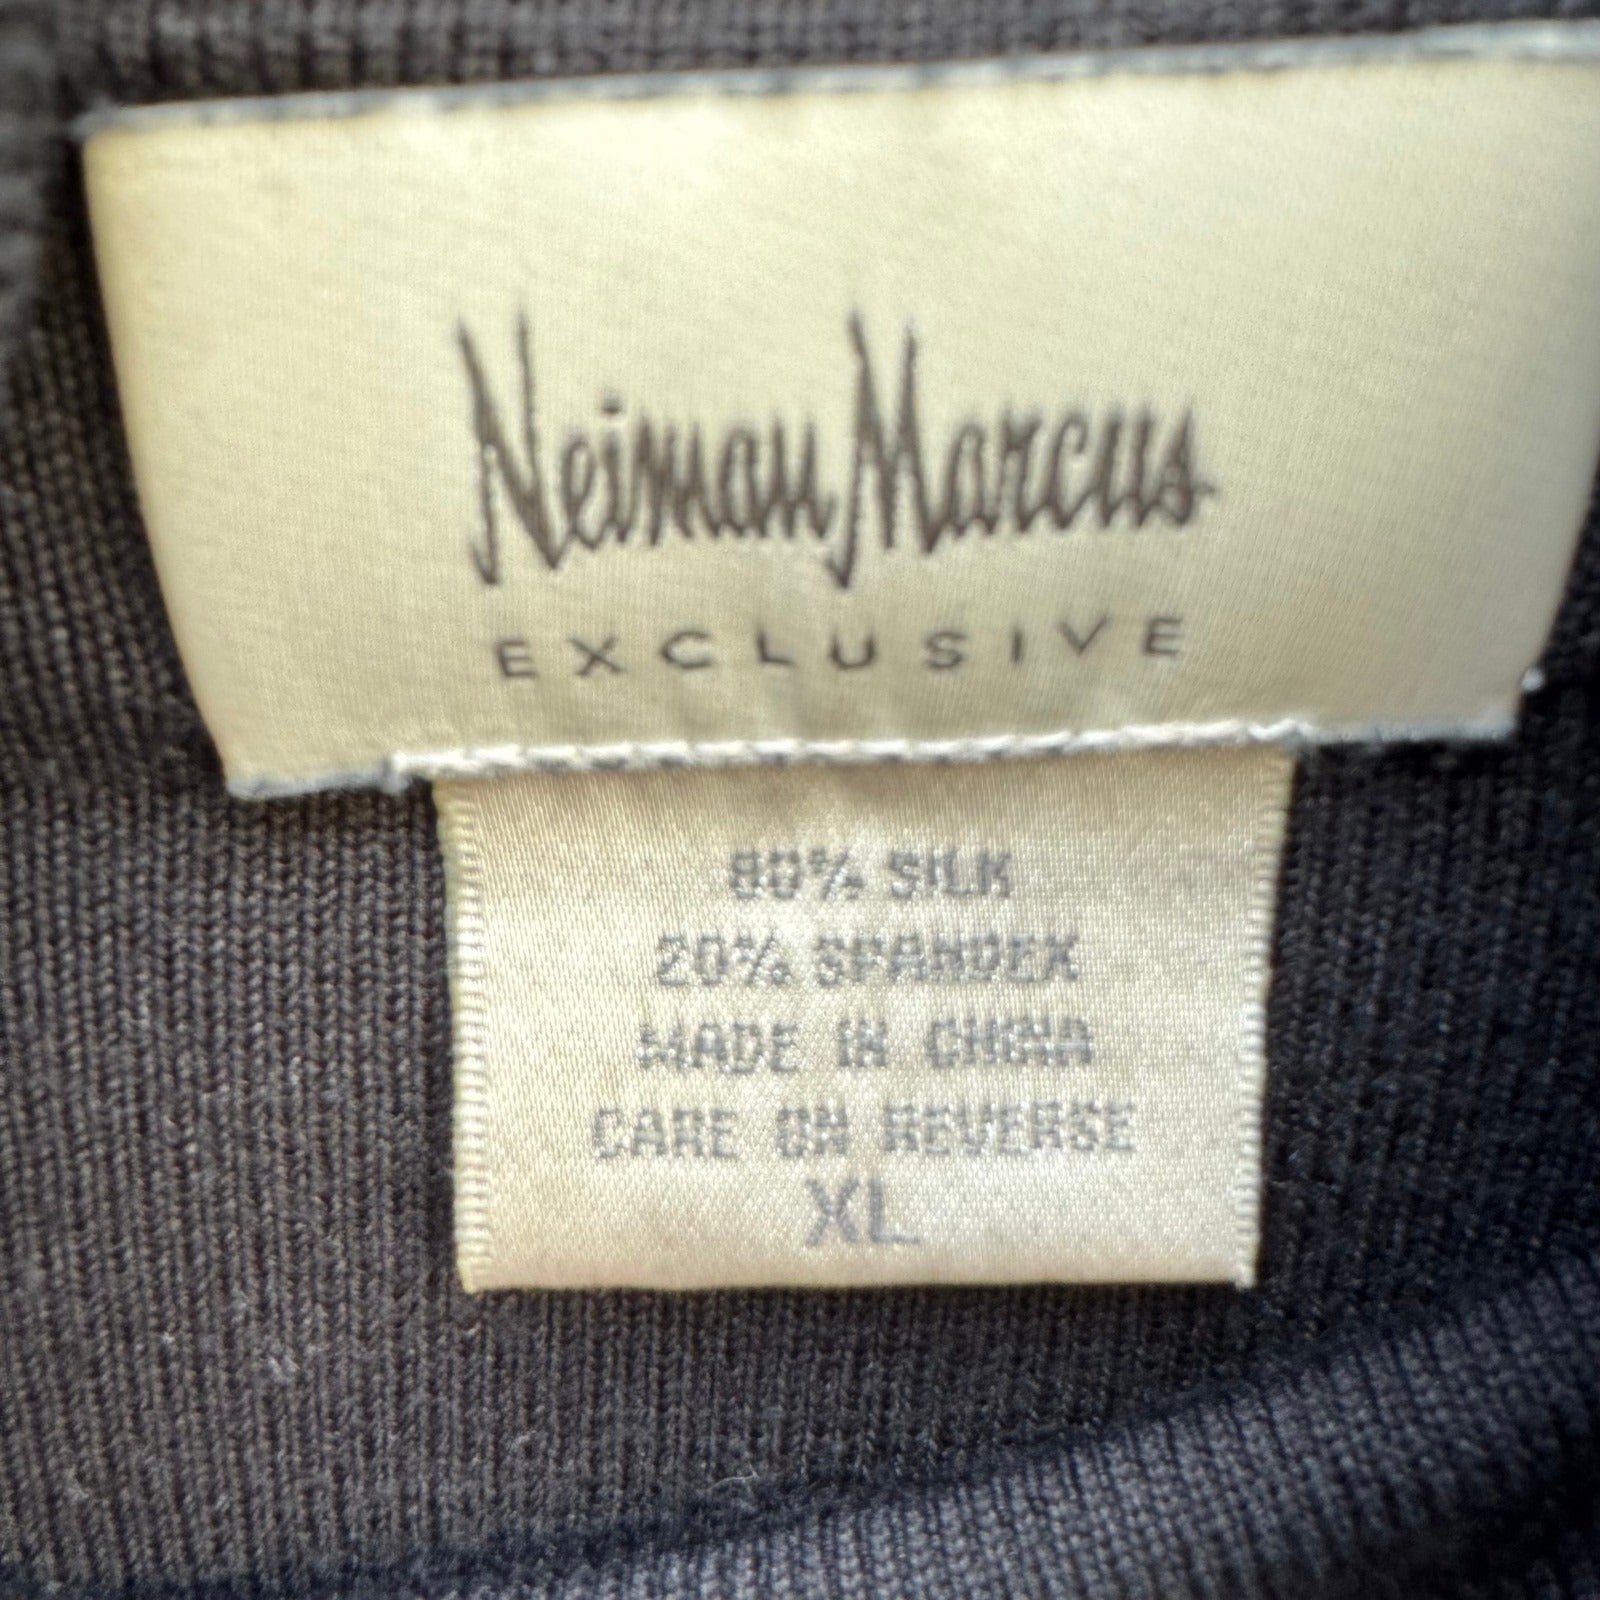 Neiman Marcus
EXCLUSIVE
80% SILK
20% SPANDEX
MADE IN CHINA
CARE ON REVERSE
XL